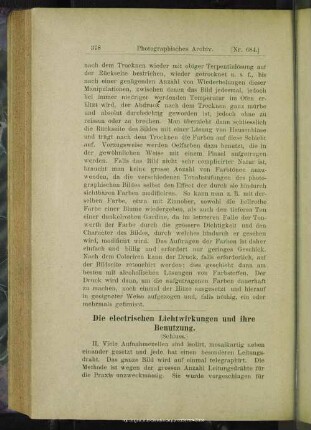 358 Photographisches Archiv. [Nr. 684.]
nach dem Trocknen wieder mit obiger Terpentinlösung auf
der Rückseite bestrichen, wieder getrocknet u. s. f., bis
nach einer genügenden Anzahl von Wiederholungen dieser
Manipulationen, zwischen denen das Bild jedesmal, jedoch
bei immer niedriger werdenden Temperatur im Ofen er-
hitzt wird, der Abdruck nach dem Trocknen ganz mürbe
und absolut durchsichtig geworden ist, jedoch ohne zu
reissen oder zu brechen. Man überzieht dann schliesslich
die Rückseite des Bildes mit einer Lösung von Hausenblase
und trägt nach dem Trocknen die Farben auf diese Schicht
auf. Vorzugsweise werden Oelfarben dazu benutzt, die in
der gewöhnlichen Weise mit einem Pinsel aufgetragen
werden. Falls das Bild nicht sehr complicirter Natur ist,
braucht man keine grosse Anzahl von Farbtönen anzu-
wenden, da die verschiedenen Tonabstufungen des photo-
graphischen Bildes selbst den Effect der durch sie hindurch
sichtbaren Farben modificiren. So kann man z. B. mit der-
selben Farbe, etwa mit Zinnober, sowohl die hellrothe
Farbe einer Blume wiedergeben, als auch den tieferen Ton
einer dunkelrothen Gardine, da im letzteren Falle der Ton-
werth der Farbe durch die grössere Dichtigkeit und den
Charakter des Bildes, durch welches hindurch er gesehen
wird, modificirt wird. Das Auftragen der Farben ist daher
einfach und billig und erfordert nur geringes Geschick.
Nach dem Coloriren kann der Druck, falls erforderlich, auf
der Bildseite retouchirt werden; dies geschieht dann am
besten mit alkoholischen Lösungen von Farbstoffen. Der
Druck wird dann, um die aufgetragenen Farben dauerhaft
zu machen, noch einmal der Hitze ausgesetzt und hierauf
in geeigneter Weise aufgezogen und, falls nöthig, ein oder
mehrmals gefirnisst.
Die electrischen Lichtwirkungen und ihre
Benutzung.
(Schluss.)
II. Viele Aufnahmezellen sind isolirt, mosaikartig neben
einander gesetzt und jede hat einen besonderen Leitungs-
draht. Das ganze Bild wird auf einmal telegraphirt. Die
Methode ist wegen der grossen Anzahl Leitungsdrähte für
die Praxis unzweckmässig. Sie wurde vorgeschlagen für